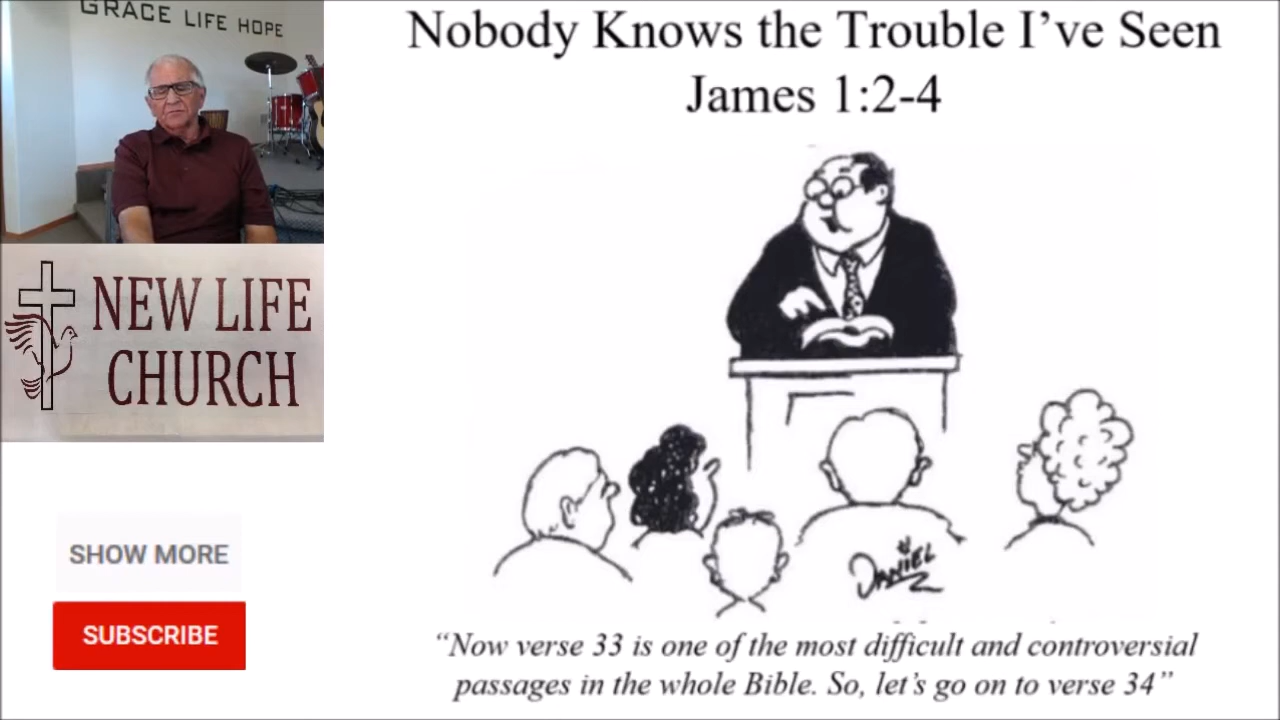 GRACE LIFE HOPE
Nobody Knows the Trouble I’ve Seen
James 1:2-4
NEW LIFE
CHURCH
SHOW MORE
SUBSCRIBE
DANIEL
“Now verse 33 is one of the most difficult and controversial
passages in the whole Bible. So, let’s go on to verse 34”